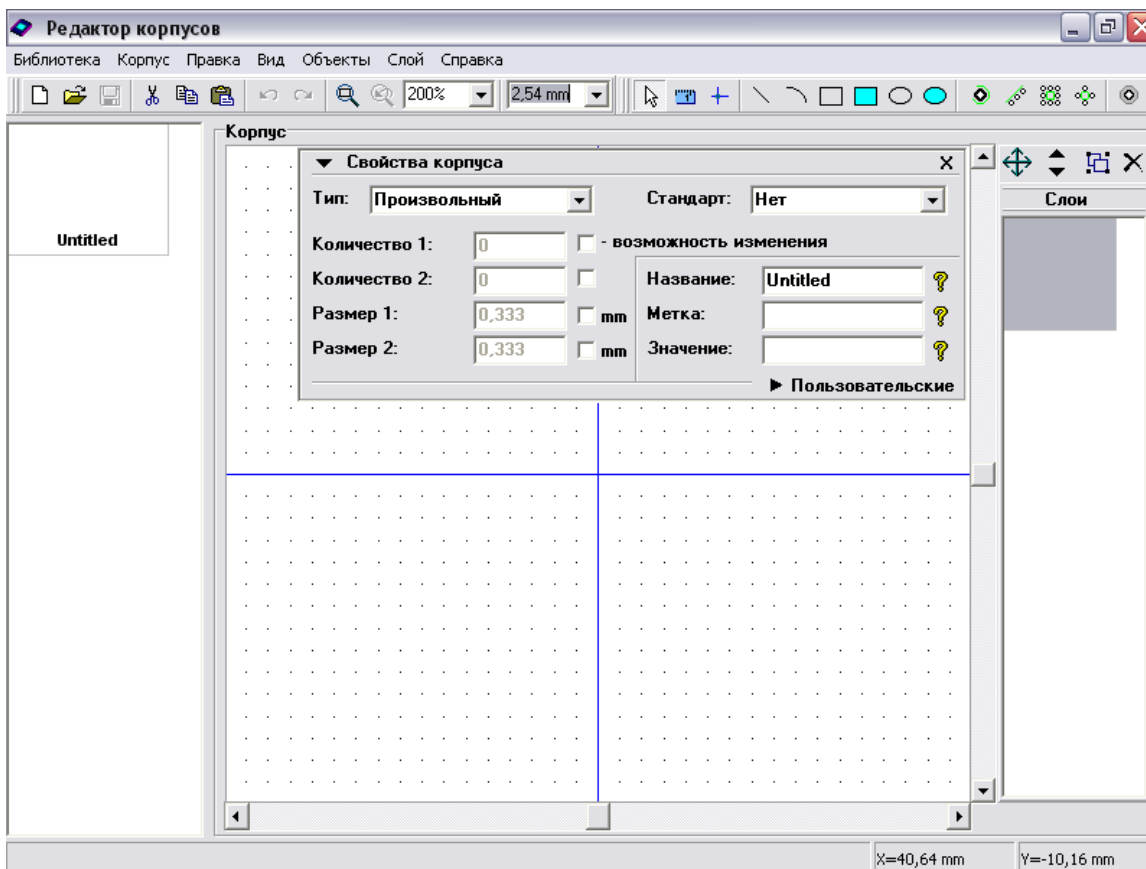 Редактор корпусов
Библиотека Корпус Правка Вид Объекты Слой Справка
200% 2,54 mm
Корпус
Untitled
Свойства корпуса
Тип: Произвольный Стандарт: Нет
Количество 1: 0 - возможность изменения
Количество 2: 0 Название: Untitled
Размер 1: 0,333 mm Метка:
Размер 2: 0,333 mm Значение:
Пользовательские
Слои
X=40,64 mm Y=-10,16 mm